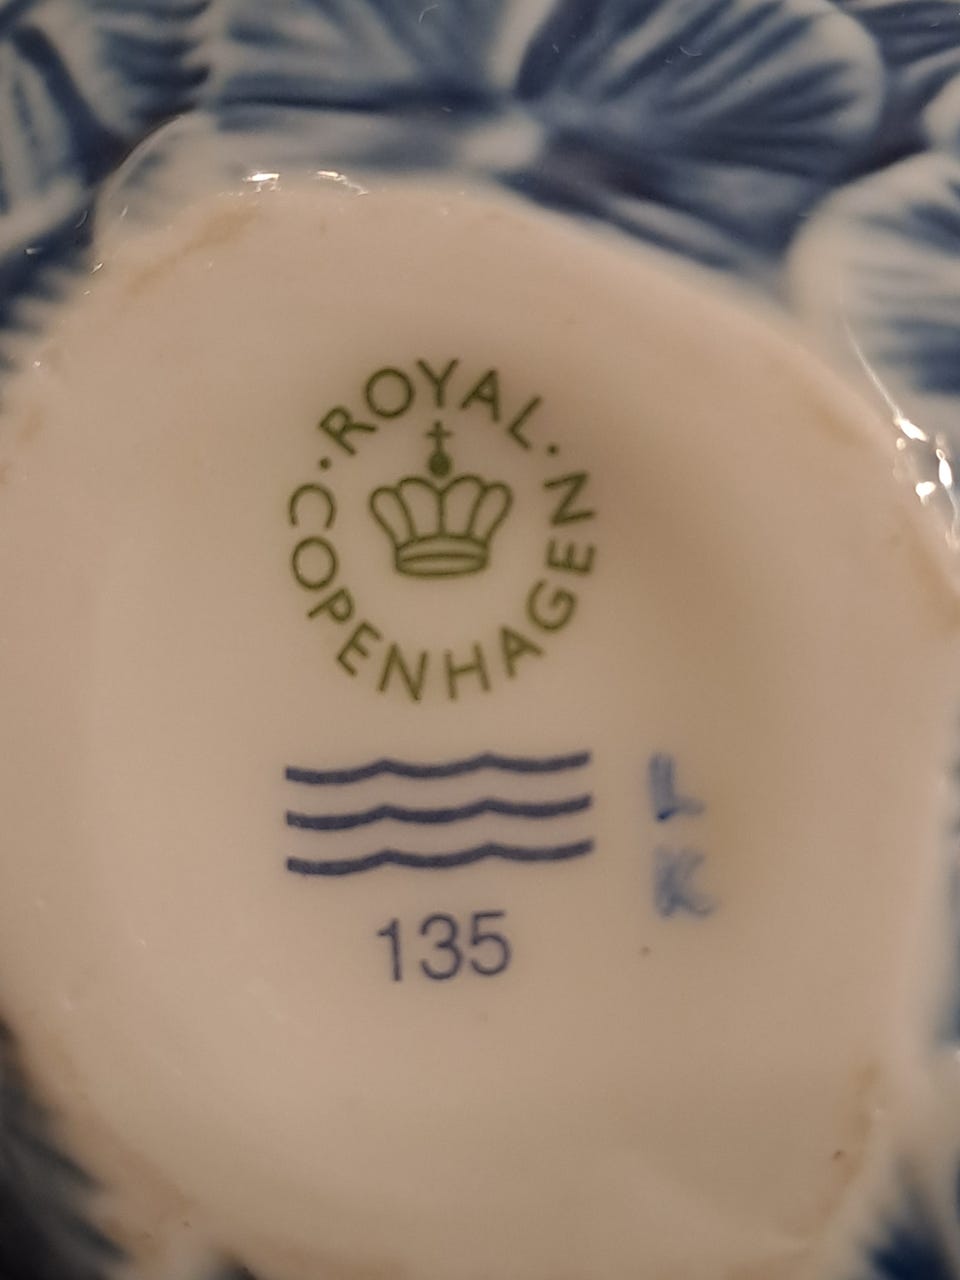 ROYAL · COPENHAGEN ·
135
L
K